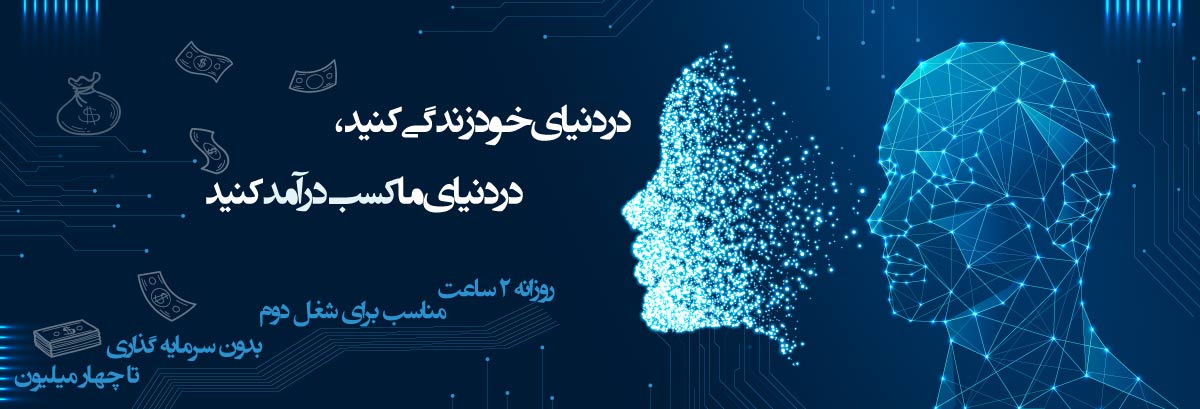 در دنیای خود زندگی کنید،
در دنیای ما کسب درآمد کنید
روزانه ۲ ساعت
مناسب برای شغل دوم
بدون سرمایه گذاری
تا چهار میلیون